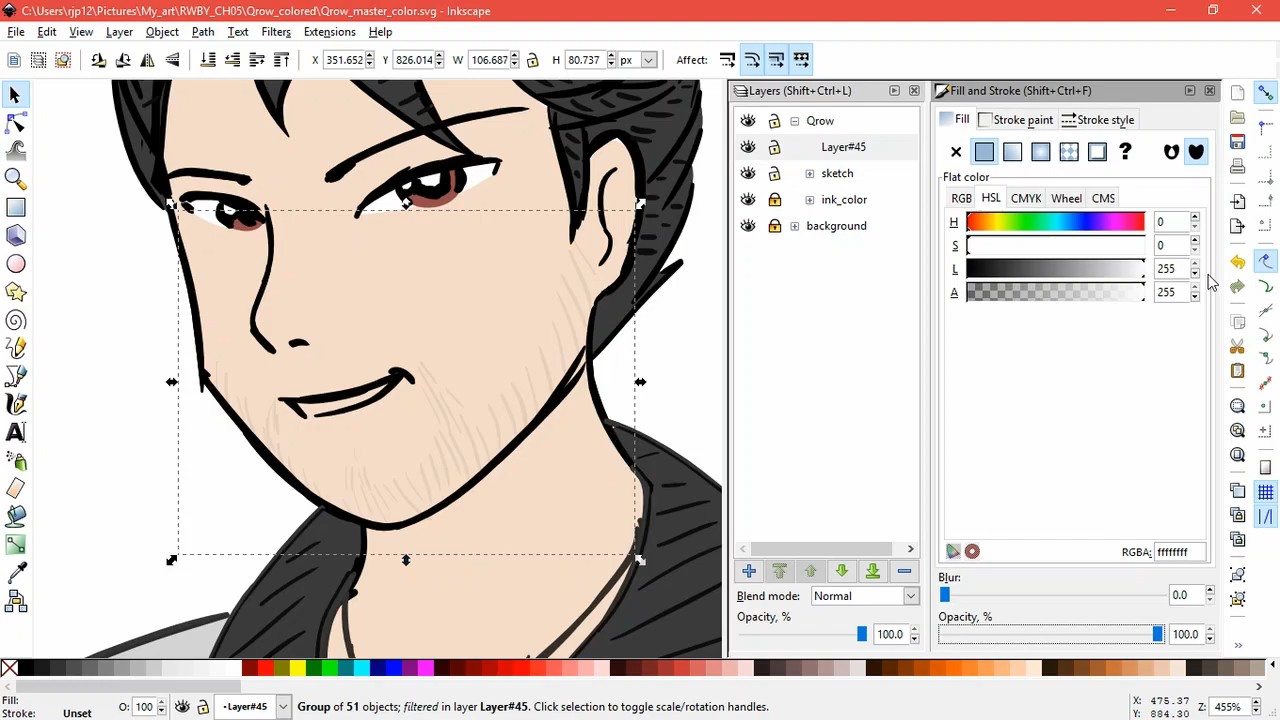 C:\Users\rjp12\Pictures\My_art\RWBY_CH05\Qrow_colored\Qrow_master_color.svg - Inkscape
File Edit View Layer Object Path Text Filters Extensions Help
X 351.652 Y 826.014 W 106.687 H 80.737 px Affect:
Layers (Shift+Ctrl+L)
Qrow
Layer#45
sketch
ink_color
background
Blend mode: Normal
Opacity, %
100.0
Fill and Stroke (Shift+Ctrl+F)
Fill Stroke paint Stroke style
Flat color
RGB HSL CMYK Wheel CMS
H 0
S 0
L 255
A 255
RGBA: ffffffff
Blur:
0.0
Opacity, %
100.0
Fill:
Stroke: Unset
O: 100
•Layer#45
Group of 51 objects; filtered in layer Layer#45. Click selection to toggle scale/rotation handles.
X: 475.37
Y: 884.30
Z: 455%